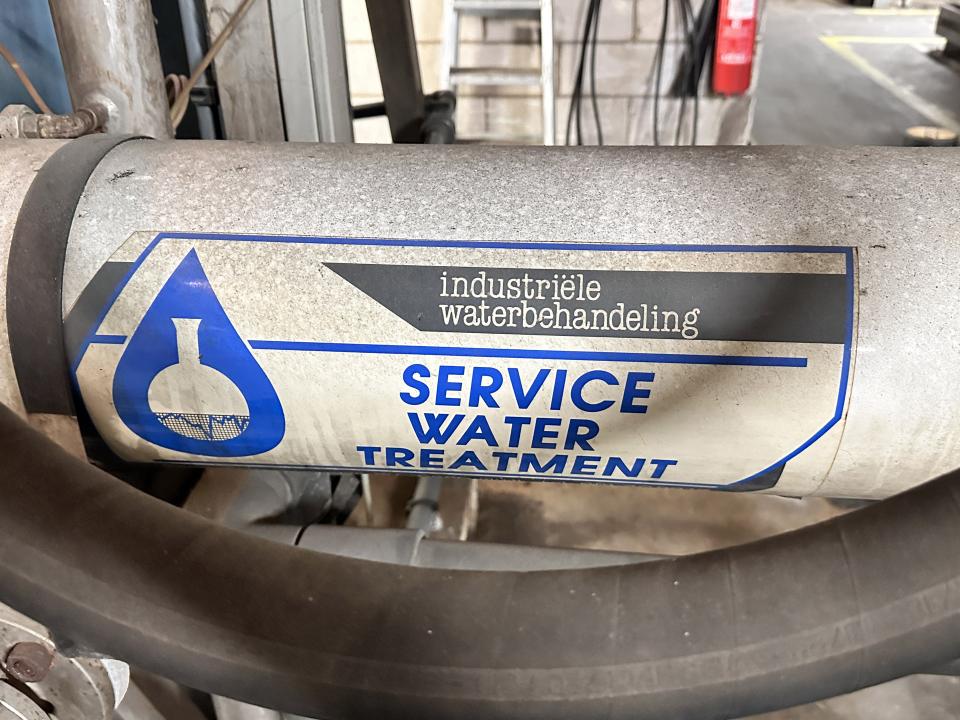 industriële
waterbehandeling
SERVICE
WATER
TREATMENT